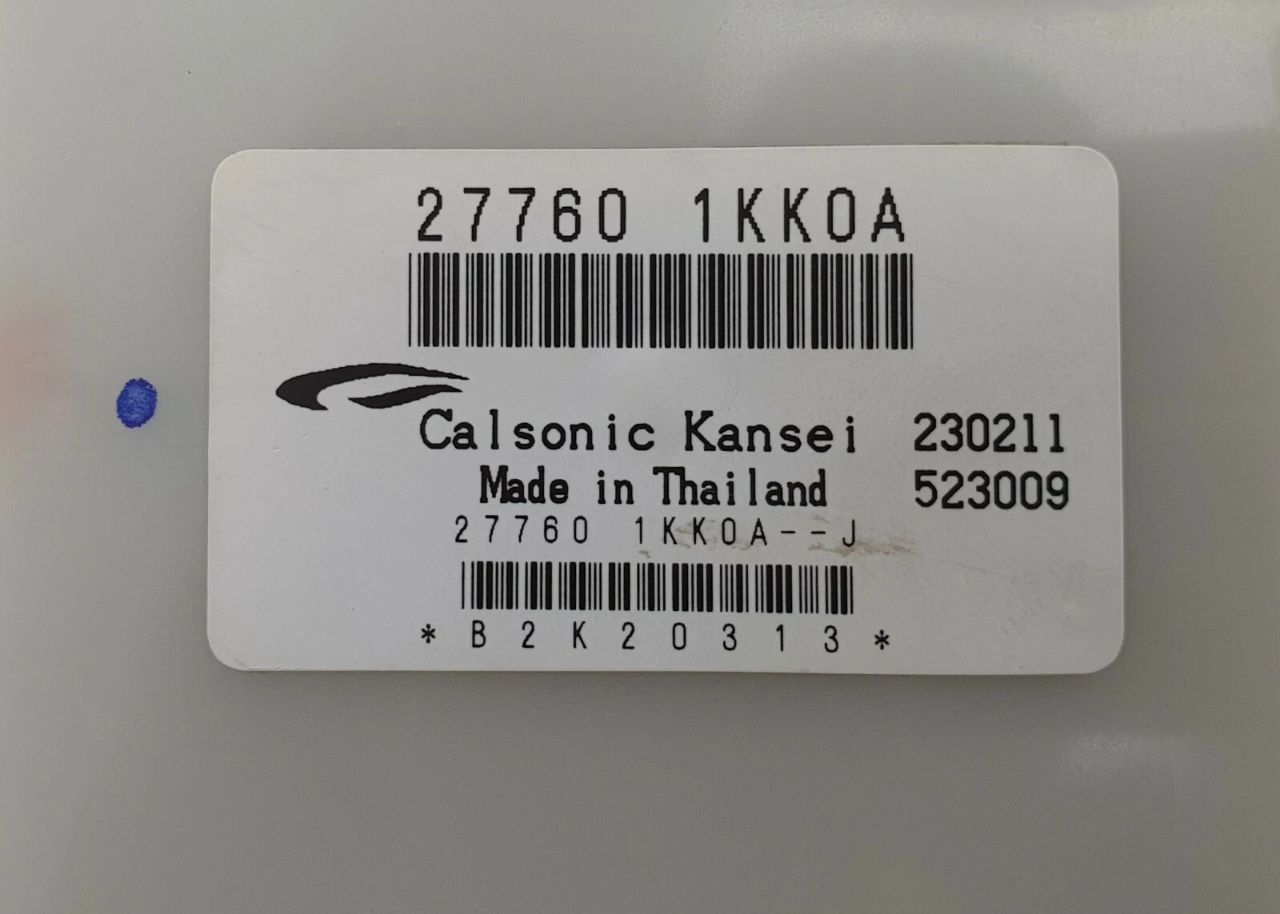 27760 1KK0A
Calsonic Kansei 230211
Made in Thailand 523009
27760 1KK0A--J
*B2K20313*